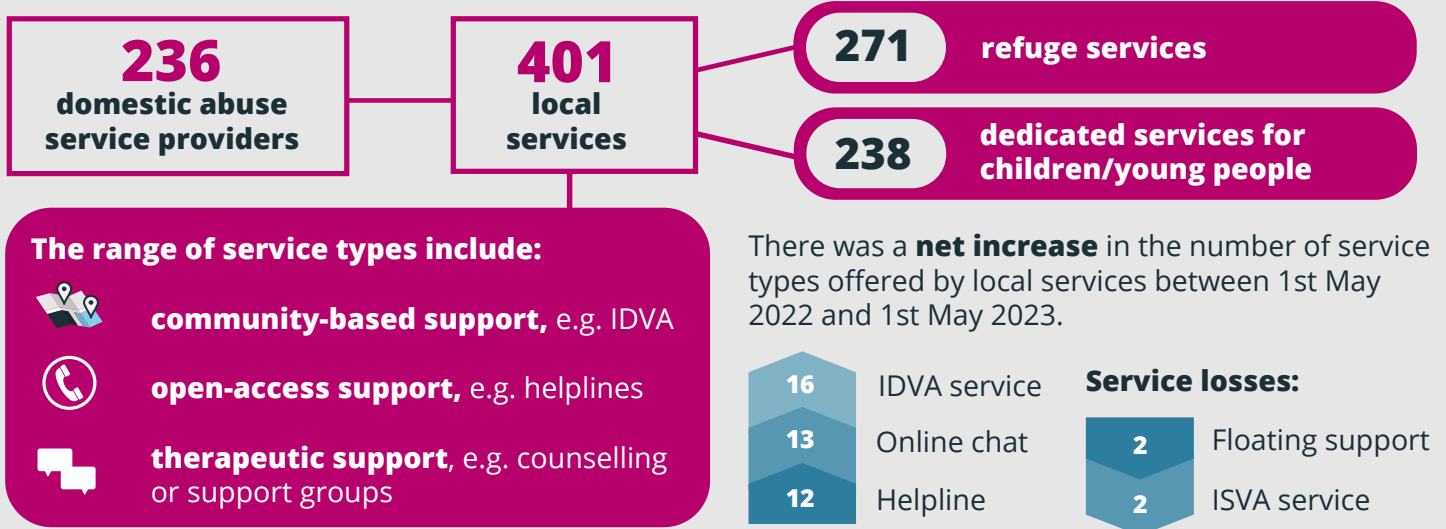 236
domestic abuse
service providers
401
local
services
271
refuge services
238
dedicated services for
children/young people
The range of service types include:
community-based support, e.g. IDVA
open-access support, e.g. helplines
therapeutic support, e.g. counselling
or support groups
There was a net increase in the number of service
types offered by local services between 1st May
2022 and 1st May 2023.
16 IDVA service
13 Online chat
12 Helpline
Service losses:
2 Floating support
2 ISVA service